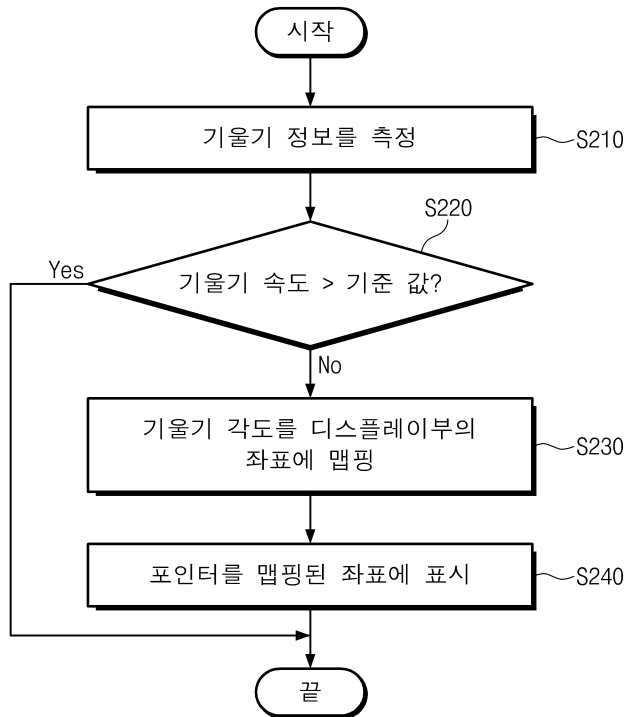 시작
기울기 정보를 측정
S210
S220
기울기 속도 > 기준 값?
Yes
No
기울기 각도를 디스플레이부의
좌표에 맵핑
S230
포인터를 맵핑된 좌표에 표시
S240
끝